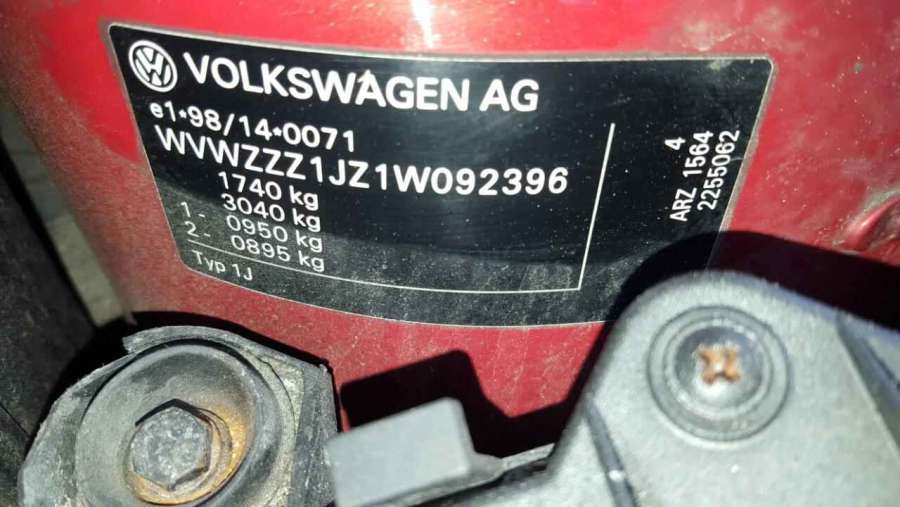 VOLKSWAGEN AG
e1*98/14*0071
WVWZZZ1JZ1W092396
1740 kg
3040 kg
1 - 0950 kg
2 - 0895 kg
Typ 1J
4
ARZ 1564
2255062